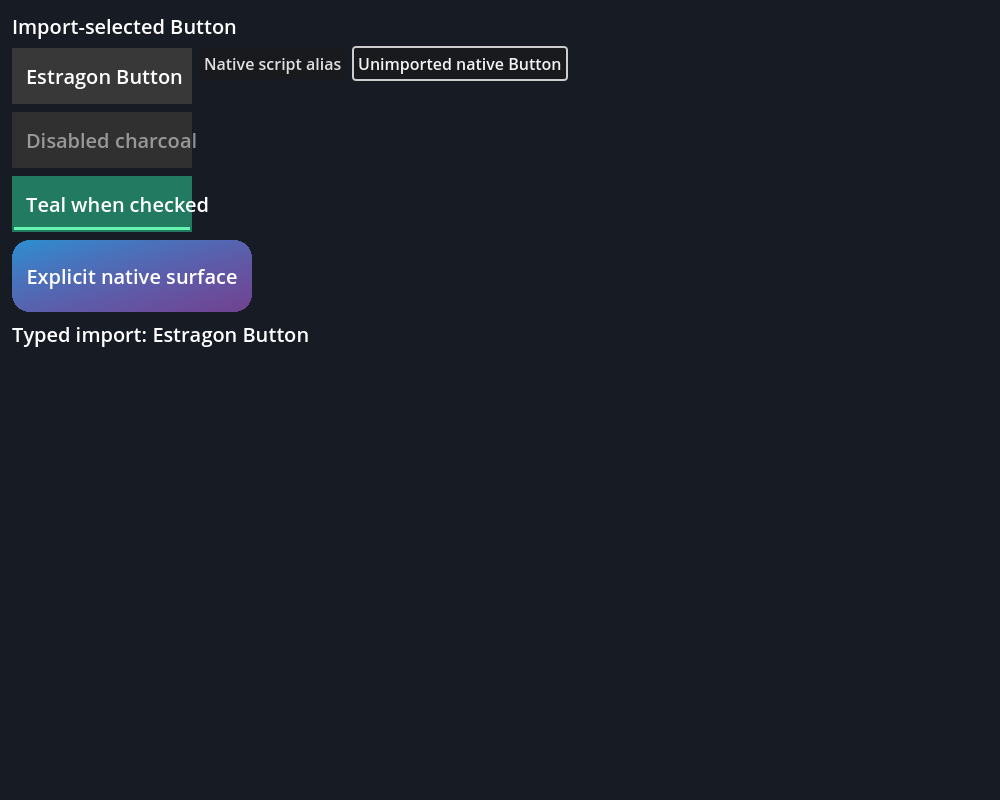 Import-selected Button
Estragon Button
Native script alias
Unimported native Button
Disabled charcoal
Teal when checked
Explicit native surface
Typed import: Estragon Button